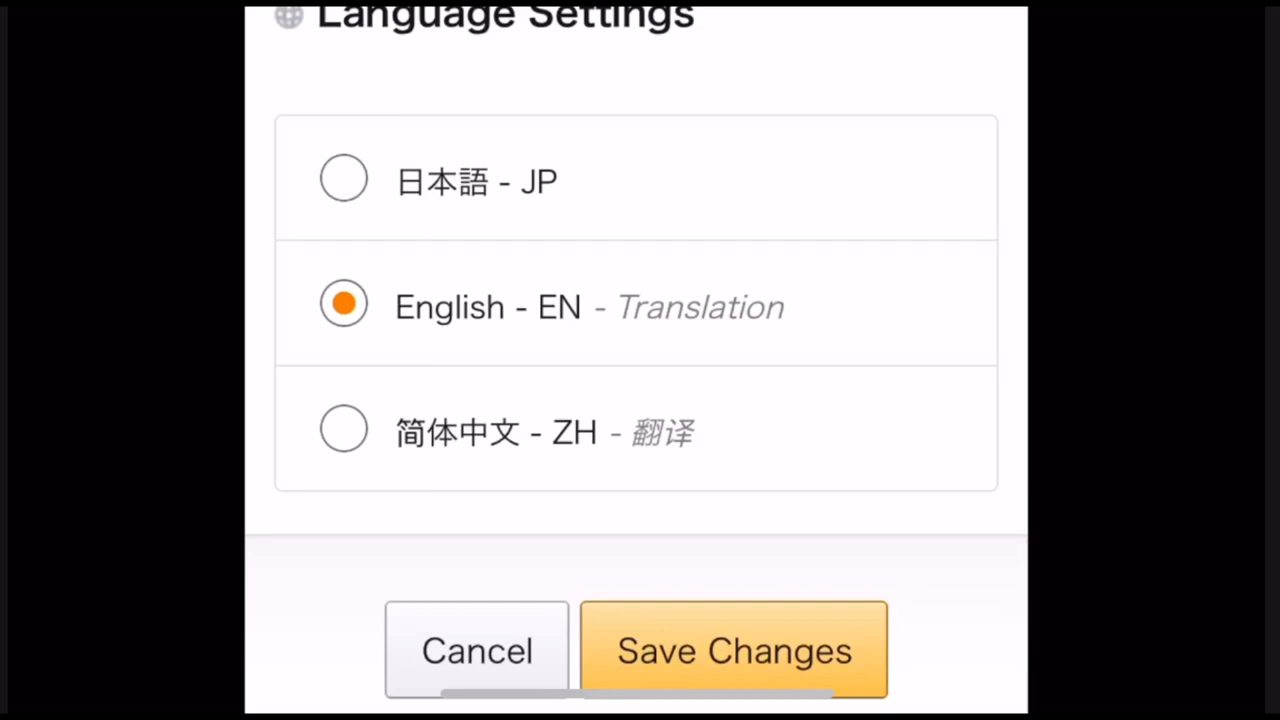 Language Settings
日本語 - JP
English - EN - Translation
简体中文 - ZH - 翻译
Cancel
Save Changes